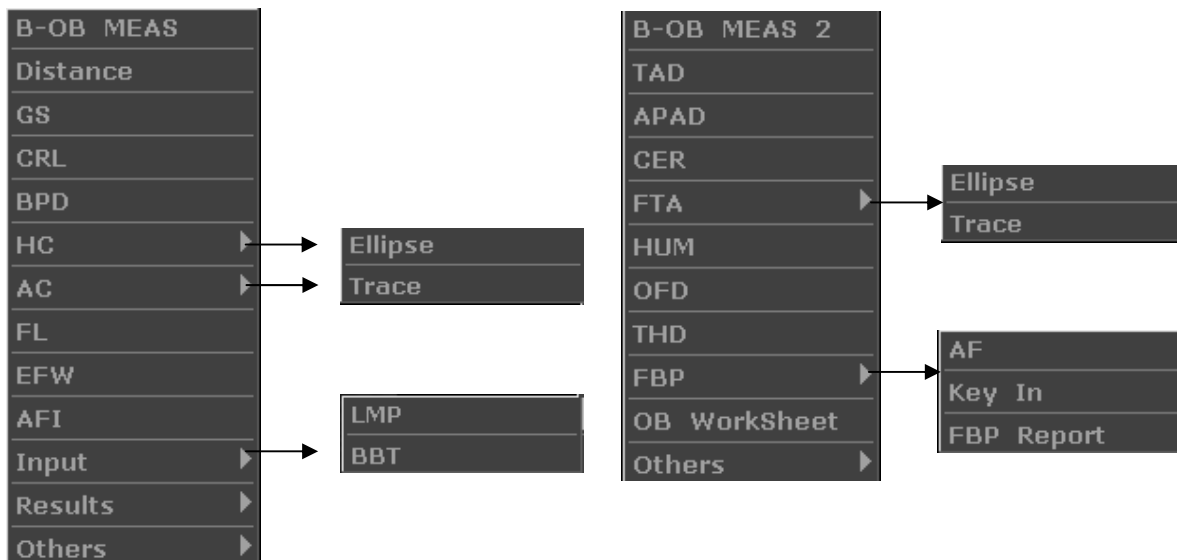 B-OB MEAS
Distance
GS
CRL
BPD
HC
AC
FL
EFW
AFI
Input
Results
Others
Ellipse
Trace
LMP
BBT
B-OB MEAS 2
TAD
APAD
CER
FTA
HUM
OFD
THD
FBP
OB WorkSheet
Others
Ellipse
Trace
AF
Key In
FBP Report